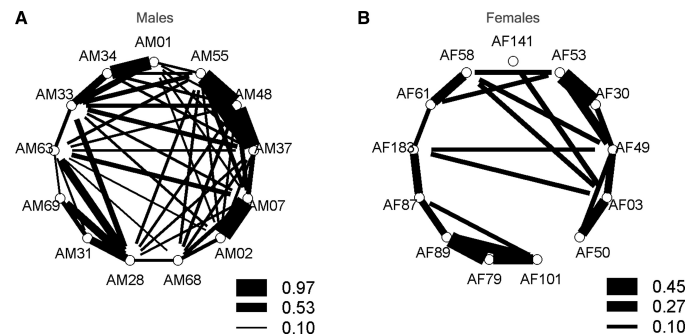 A Males
AM01
AM34 AM55
AM33 AM48
AM63 AM37
AM69 AM07
AM31 AM02
AM28 AM68
0.97
0.53
0.10
B Females
AF141
AF58 AF53
AF61 AF30
AF183 AF49
AF87 AF03
AF89 AF50
AF79 AF101
0.45
0.27
0.10